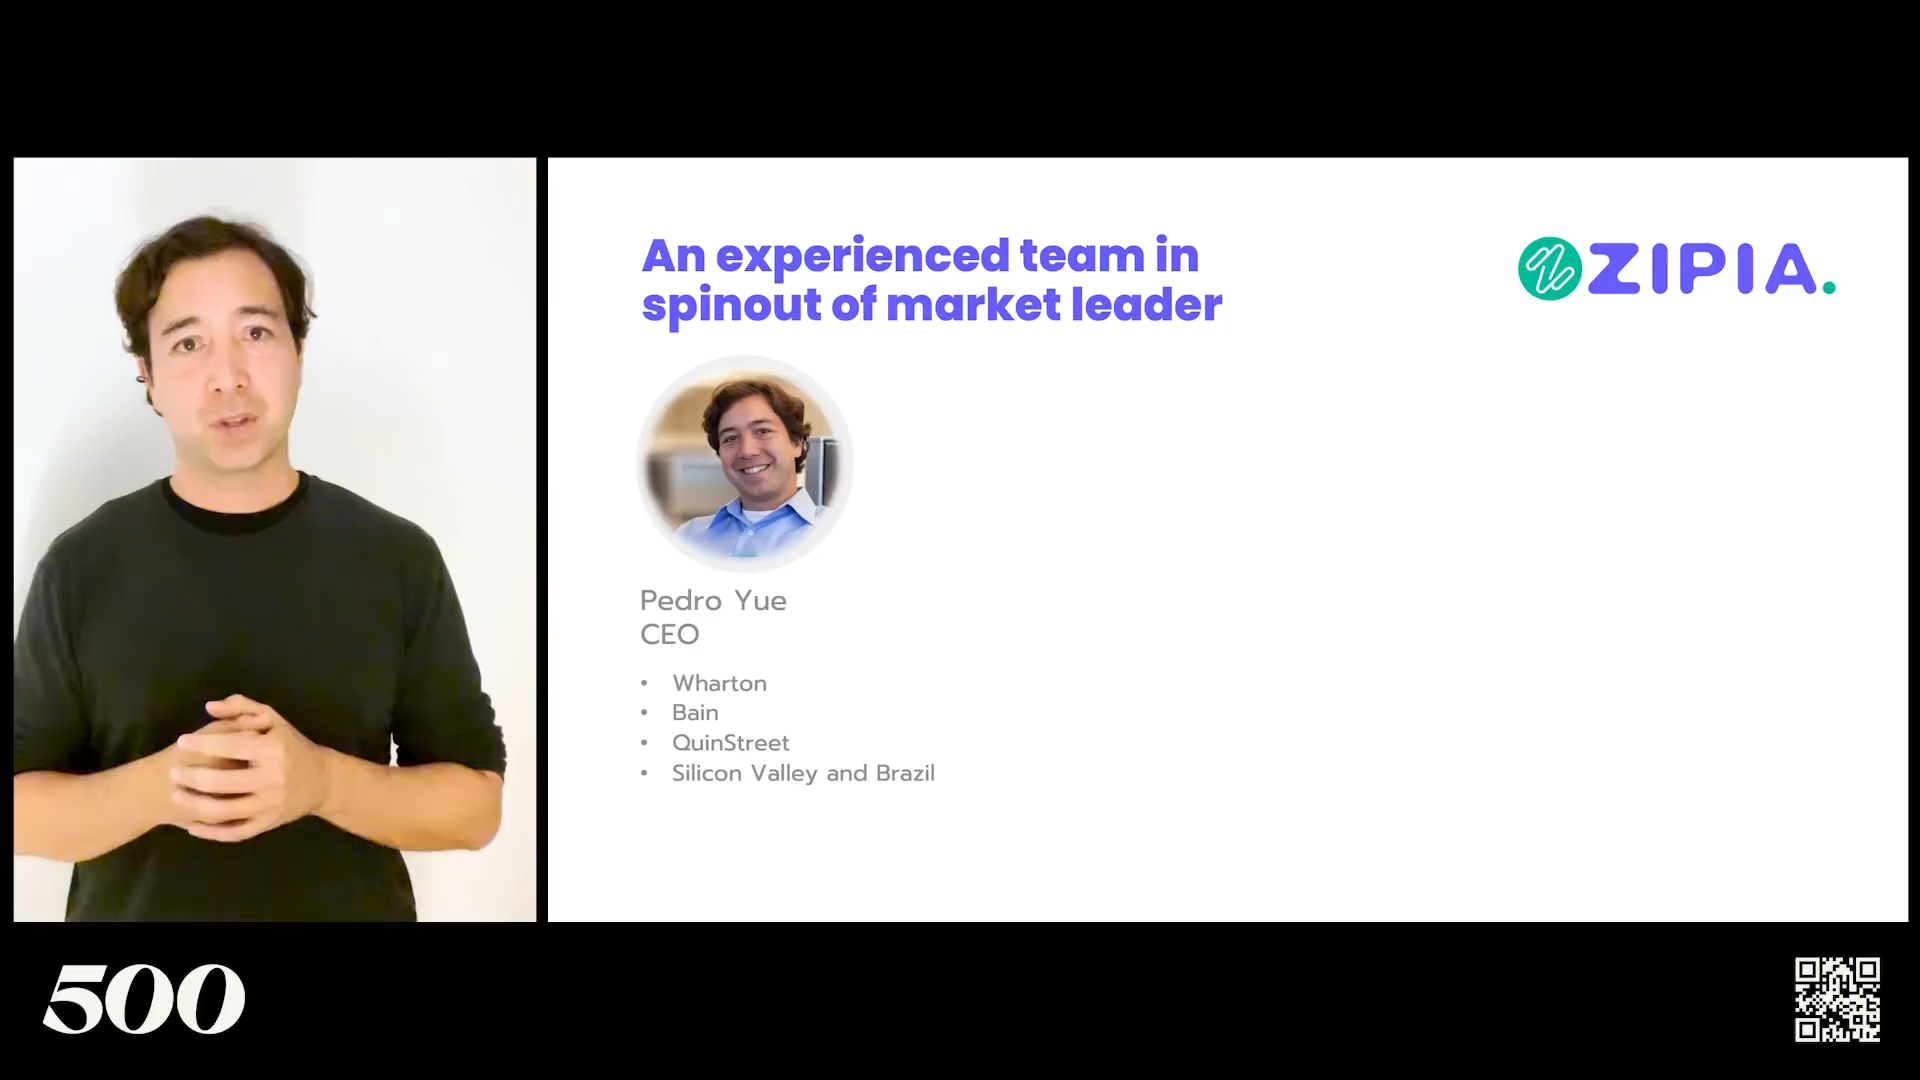 An experienced team in
spinout of market leader
ZIPIA.
Pedro Yue
CEO
• Wharton
• Bain
• QuinStreet
• Silicon Valley and Brazil
500